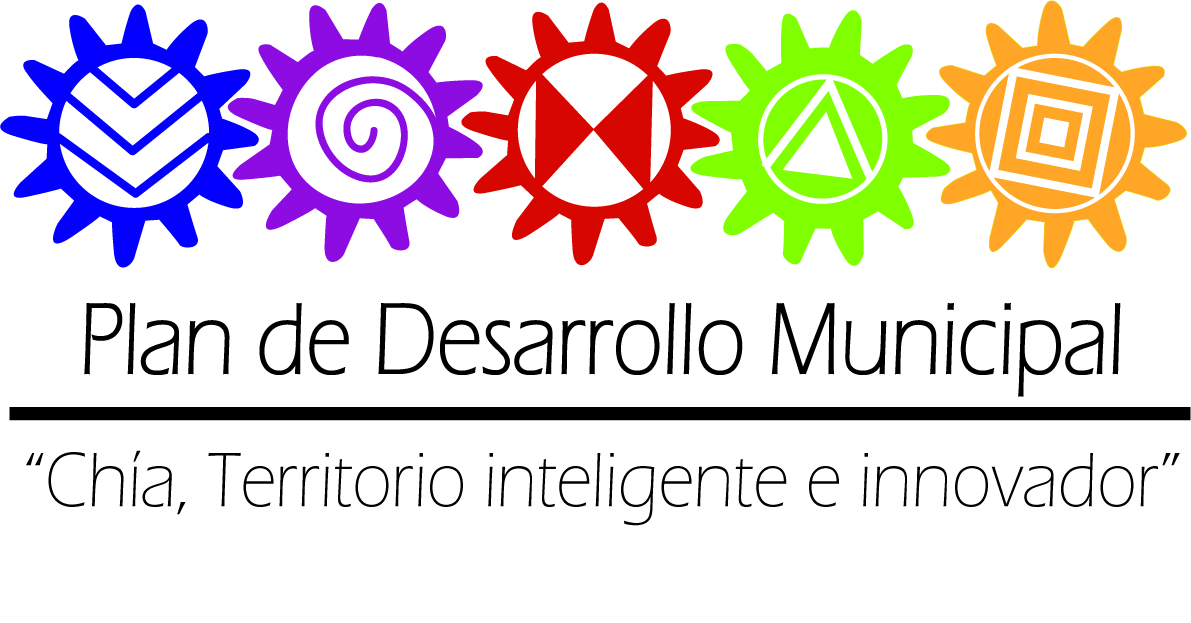 Plan de Desarrollo Municipal
“Chía, Territorio inteligente e innovador”